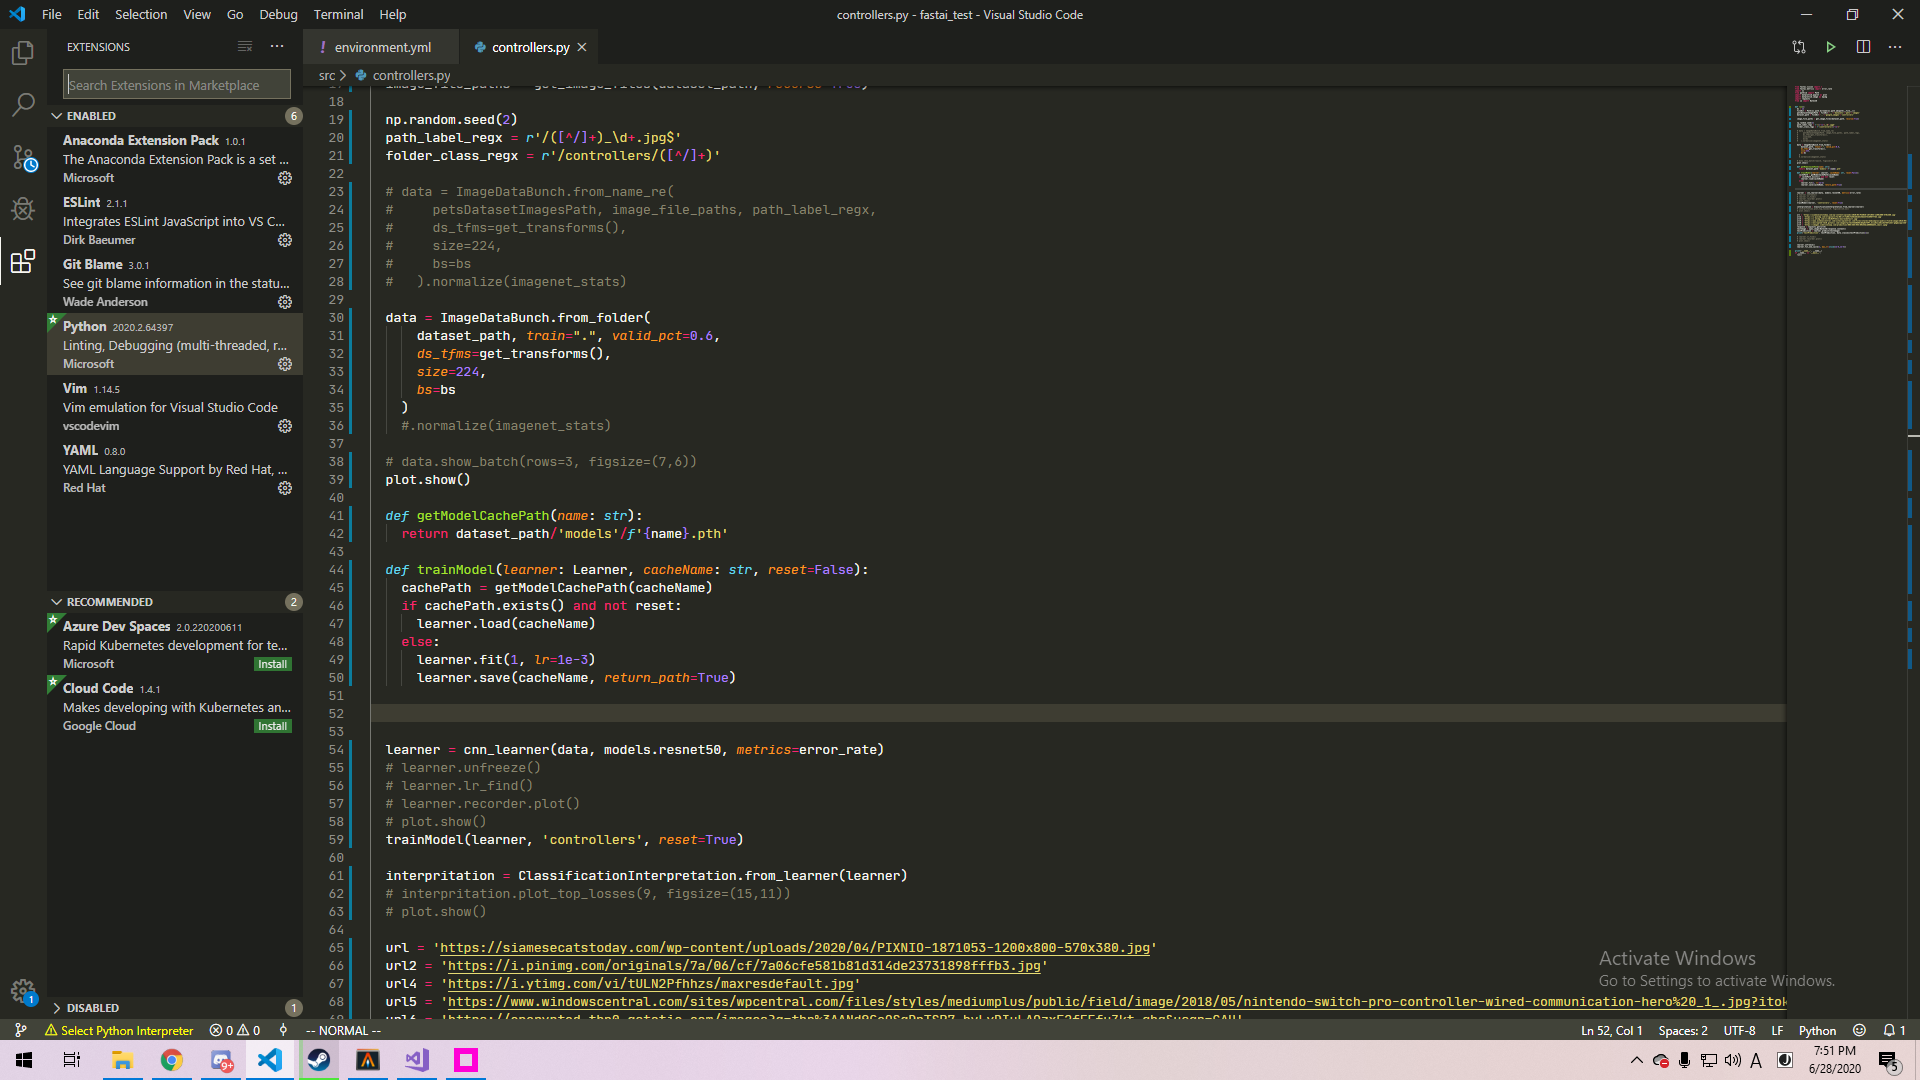 File Edit Selection View Go Debug Terminal Help
controllers.py - fastai_test - Visual Studio Code
EXTENSIONS
Search Extensions in Marketplace
ENABLED 6
Anaconda Extension Pack 1.0.1
The Anaconda Extension Pack is a set ...
Microsoft
ESLint 2.1.1
Integrates ESLint JavaScript into VS C...
Dirk Baeumer
Git Blame 3.0.1
See git blame information in the statu...
Wade Anderson
Python 2020.2.64397
Linting, Debugging (multi-threaded, r...
Microsoft
Vim 1.14.5
Vim emulation for Visual Studio Code
vscodevim
YAML 0.8.0
YAML Language Support by Red Hat, ...
Red Hat
RECOMMENDED 2
Azure Dev Spaces 2.0.220200611
Rapid Kubernetes development for te...
Microsoft Install
Cloud Code 1.4.1
Makes developing with Kubernetes an...
Google Cloud Install
DISABLED 1
! environment.yml
controllers.py
src > controllers.py
18
19 np.random.seed(2)
20 path_label_regx = r'/([^/]+)_\d+.jpg$'
21 folder_class_regx = r'/controllers/([^/]+)'
22
23 # data = ImageDataBunch.from_name_re(
24 #     petsDatasetImagesPath, image_file_paths, path_label_regx,
25 #     ds_tfms=get_transforms(),
26 #     size=224,
27 #     bs=bs
28 #   ).normalize(imagenet_stats)
29
30 data = ImageDataBunch.from_folder(
31     dataset_path, train=".", valid_pct=0.6,
32     ds_tfms=get_transforms(),
33     size=224,
34     bs=bs
35   )
36   #.normalize(imagenet_stats)
37
38 # data.show_batch(rows=3, figsize=(7,6))
39 plot.show()
40
41 def getModelCachePath(name: str):
42   return dataset_path/'models'/f'{name}.pth'
43
44 def trainModel(learner: Learner, cacheName: str, reset=False):
45   cachePath = getModelCachePath(cacheName)
46   if cachePath.exists() and not reset:
47     learner.load(cacheName)
48   else:
49     learner.fit(1, lr=1e-3)
50     learner.save(cacheName, return_path=True)
51
52
53
54 learner = cnn_learner(data, models.resnet50, metrics=error_rate)
55 # learner.unfreeze()
56 # learner.lr_find()
57 # learner.recorder.plot()
58 # plot.show()
59 trainModel(learner, 'controllers', reset=True)
60
61 interpritation = ClassificationInterpretation.from_learner(learner)
62 # interpritation.plot_top_losses(9, figsize=(15,11))
63 # plot.show()
64
65 url = 'https://siamesecatstoday.com/wp-content/uploads/2020/04/PIXNIO-1871053-1200x800-570x380.jpg'
66 url2 = 'https://i.pinimg.com/originals/7a/06/cf/7a06cfe581b81d314de23731898fffb3.jpg'
67 url4 = 'https://i.ytimg.com/vi/tULN2Pfhhzs/maxresdefault.jpg'
68 url5 = 'https://www.windowscentral.com/sites/wpcentral.com/files/styles/mediumplus/public/field/image/2018/05/nintendo-switch-pro-controller-wired-communication-hero%20_1_.jpg?itok
Activate Windows
Go to Settings to activate Windows.
Select Python Interpreter 0 0 -- NORMAL --
Ln 52, Col 1 Spaces: 2 UTF-8 LF Python 1
9+
A
7:51 PM
6/28/2020
5